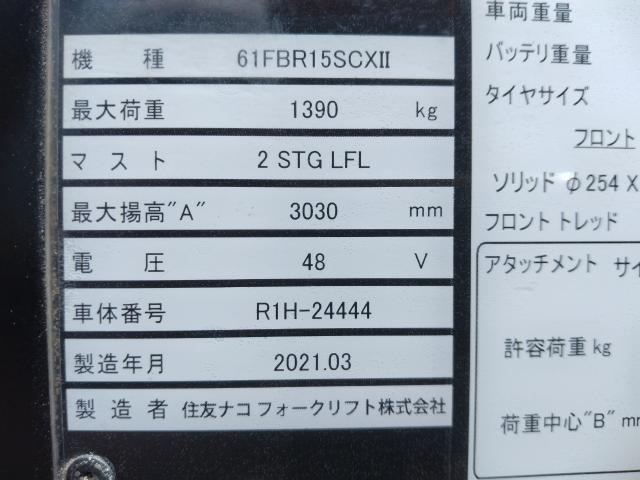 機種 61FBR15SCXII
最大荷重 1390 kg
マスト 2 STG LFL
最大揚高"A" 3030 mm
電圧 48 V
車体番号 R1H-24444
製造年月 2021.03
製造者 住友ナコ フォークリフト株式会社
車両重量
バッテリ重量
タイヤサイズ
フロント
ソリッド φ254 X
フロント トレッド
アタッチメント サイ
許容荷重 kg
荷重中心"B" mm